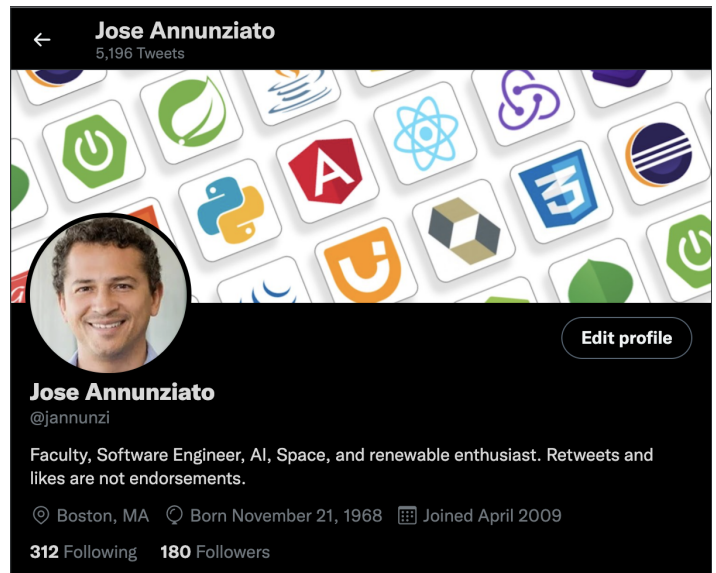 Jose Annunziato
5,196 Tweets
Edit profile
Jose Annunziato
@jannunzi
Faculty, Software Engineer, AI, Space, and renewable enthusiast. Retweets and
likes are not endorsements.
Boston, MA Born November 21, 1968 Joined April 2009
312 Following 180 Followers